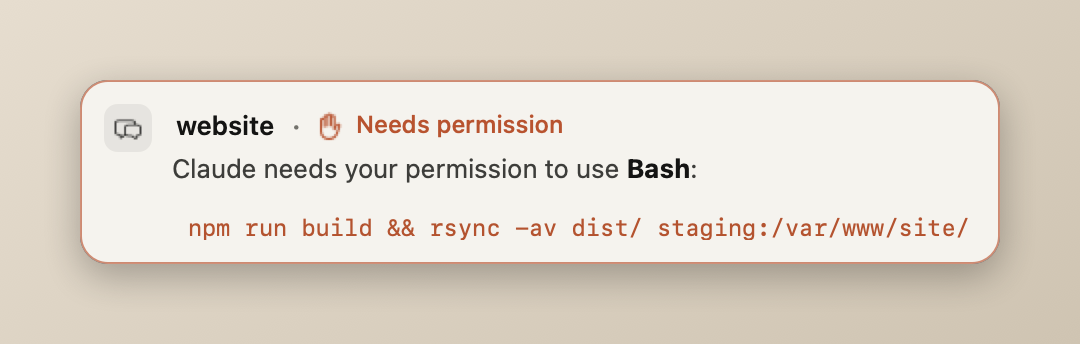 website · Needs permission
Claude needs your permission to use Bash:
npm run build && rsync -av dist/ staging:/var/www/site/